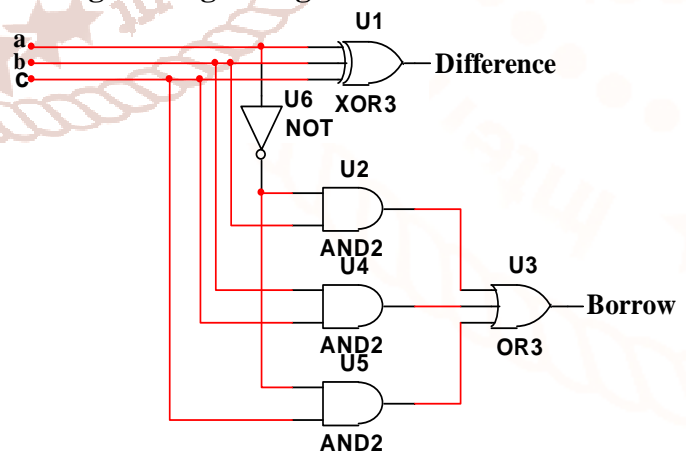 U1
a
b
c
Difference
XOR3
U6
NOT
U2
AND2
U4
U3
Borrow
AND2
OR3
U5
AND2